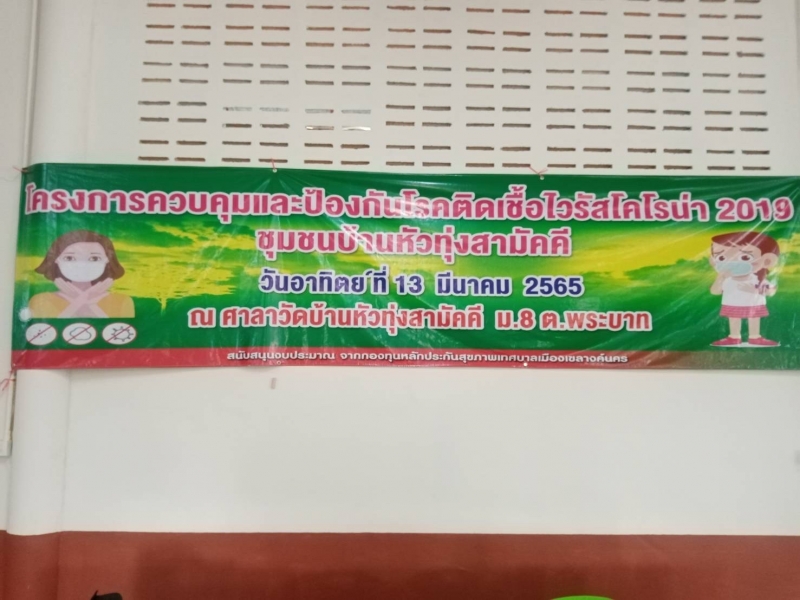 โครงการควบคุมและป้องกันโรคติดเชื้อไวรัสโคโรน่า 2019
ชุมชนบ้านหัวทุ่งสามัคคี
วันอาทิตย์ที่ 13 มีนาคม 2565
ณ ศาลาวัดบ้านหัวทุ่งสามัคคี ม.8 ต.พระบาท
สนับสนุนงบประมาณ จากกองทุนหลักประกันสุขภาพเทศบาลเมืองเขลางค์นคร